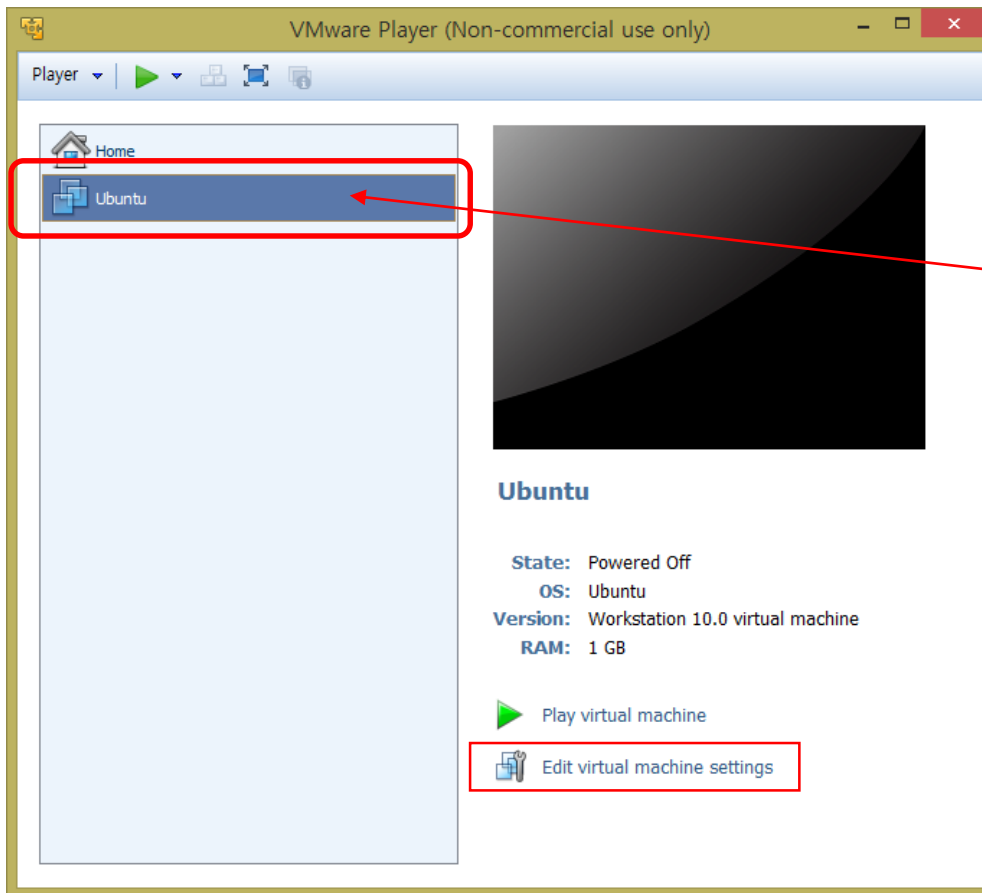 VMware Player (Non-commercial use only)
Player
Home
Ubuntu
Ubuntu
State: Powered Off
OS: Ubuntu
Version: Workstation 10.0 virtual machine
RAM: 1 GB
Play virtual machine
Edit virtual machine settings